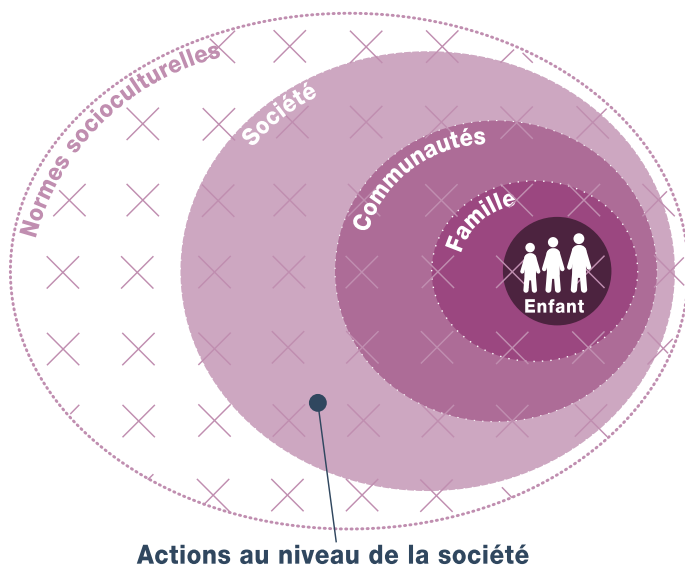 Normes socioculturelles
Société
Communautés
Famille
Enfant
Actions au niveau de la société